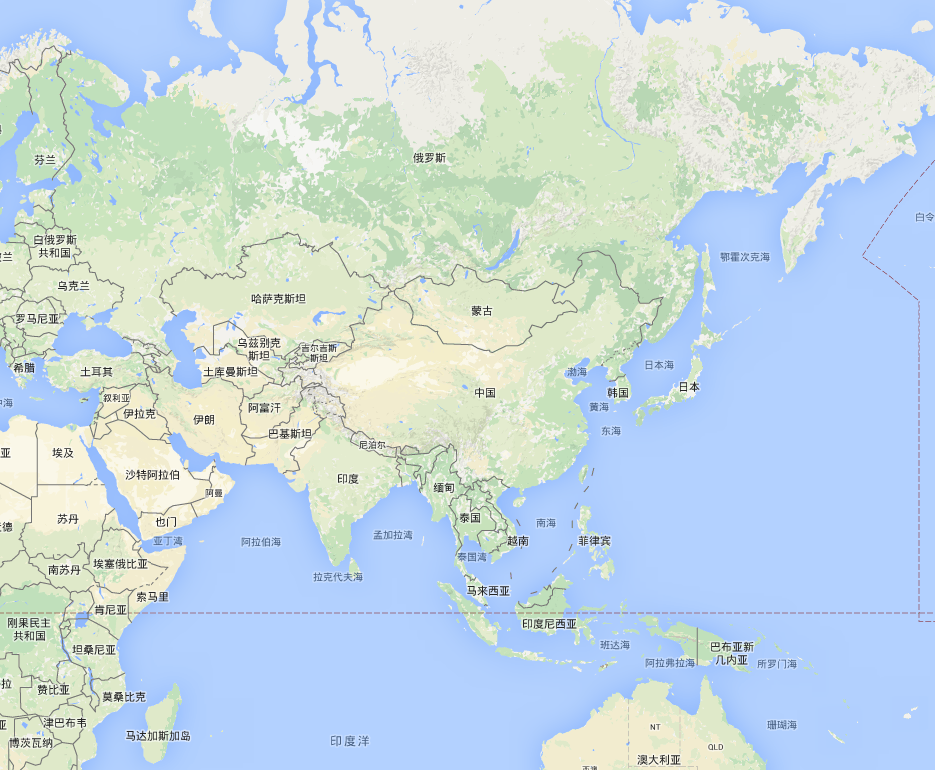 芬兰
俄罗斯
白俄罗斯
共和国
白令
兰
鄂霍次克海
乌克兰
哈萨克斯坦
蒙古
罗马尼亚
乌兹别克
斯坦
吉尔吉斯
斯坦
希腊
土耳其
土库曼斯坦
渤海
日本海
中国
韩国
日本
叙利亚
阿富汗
黄海
中海
伊拉克
伊朗
巴基斯坦
东海
尼泊尔
亚
埃及
沙特阿拉伯
印度
缅甸
阿曼
苏丹
也门
泰国
南海
德
亚丁湾
阿拉伯海
孟加拉湾
越南
菲律宾
南苏丹
埃塞俄比亚
泰国湾
拉克代夫海
马来西亚
索马里
肯尼亚
刚果民主
共和国
印度尼西亚
坦桑尼亚
班达海
巴布亚新
几内亚
阿拉弗拉海
所罗门海
拉
赞比亚
莫桑比克
津巴布韦
亚
珊瑚海
NT
马达加斯加岛
博茨瓦纳
印度洋
QLD
澳大利亚